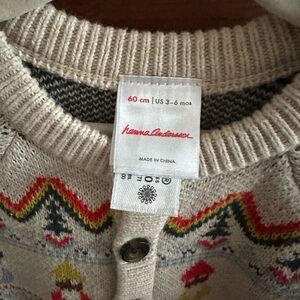 60 cm | US 3-6 mos
hanna andersson
MADE IN CHINA